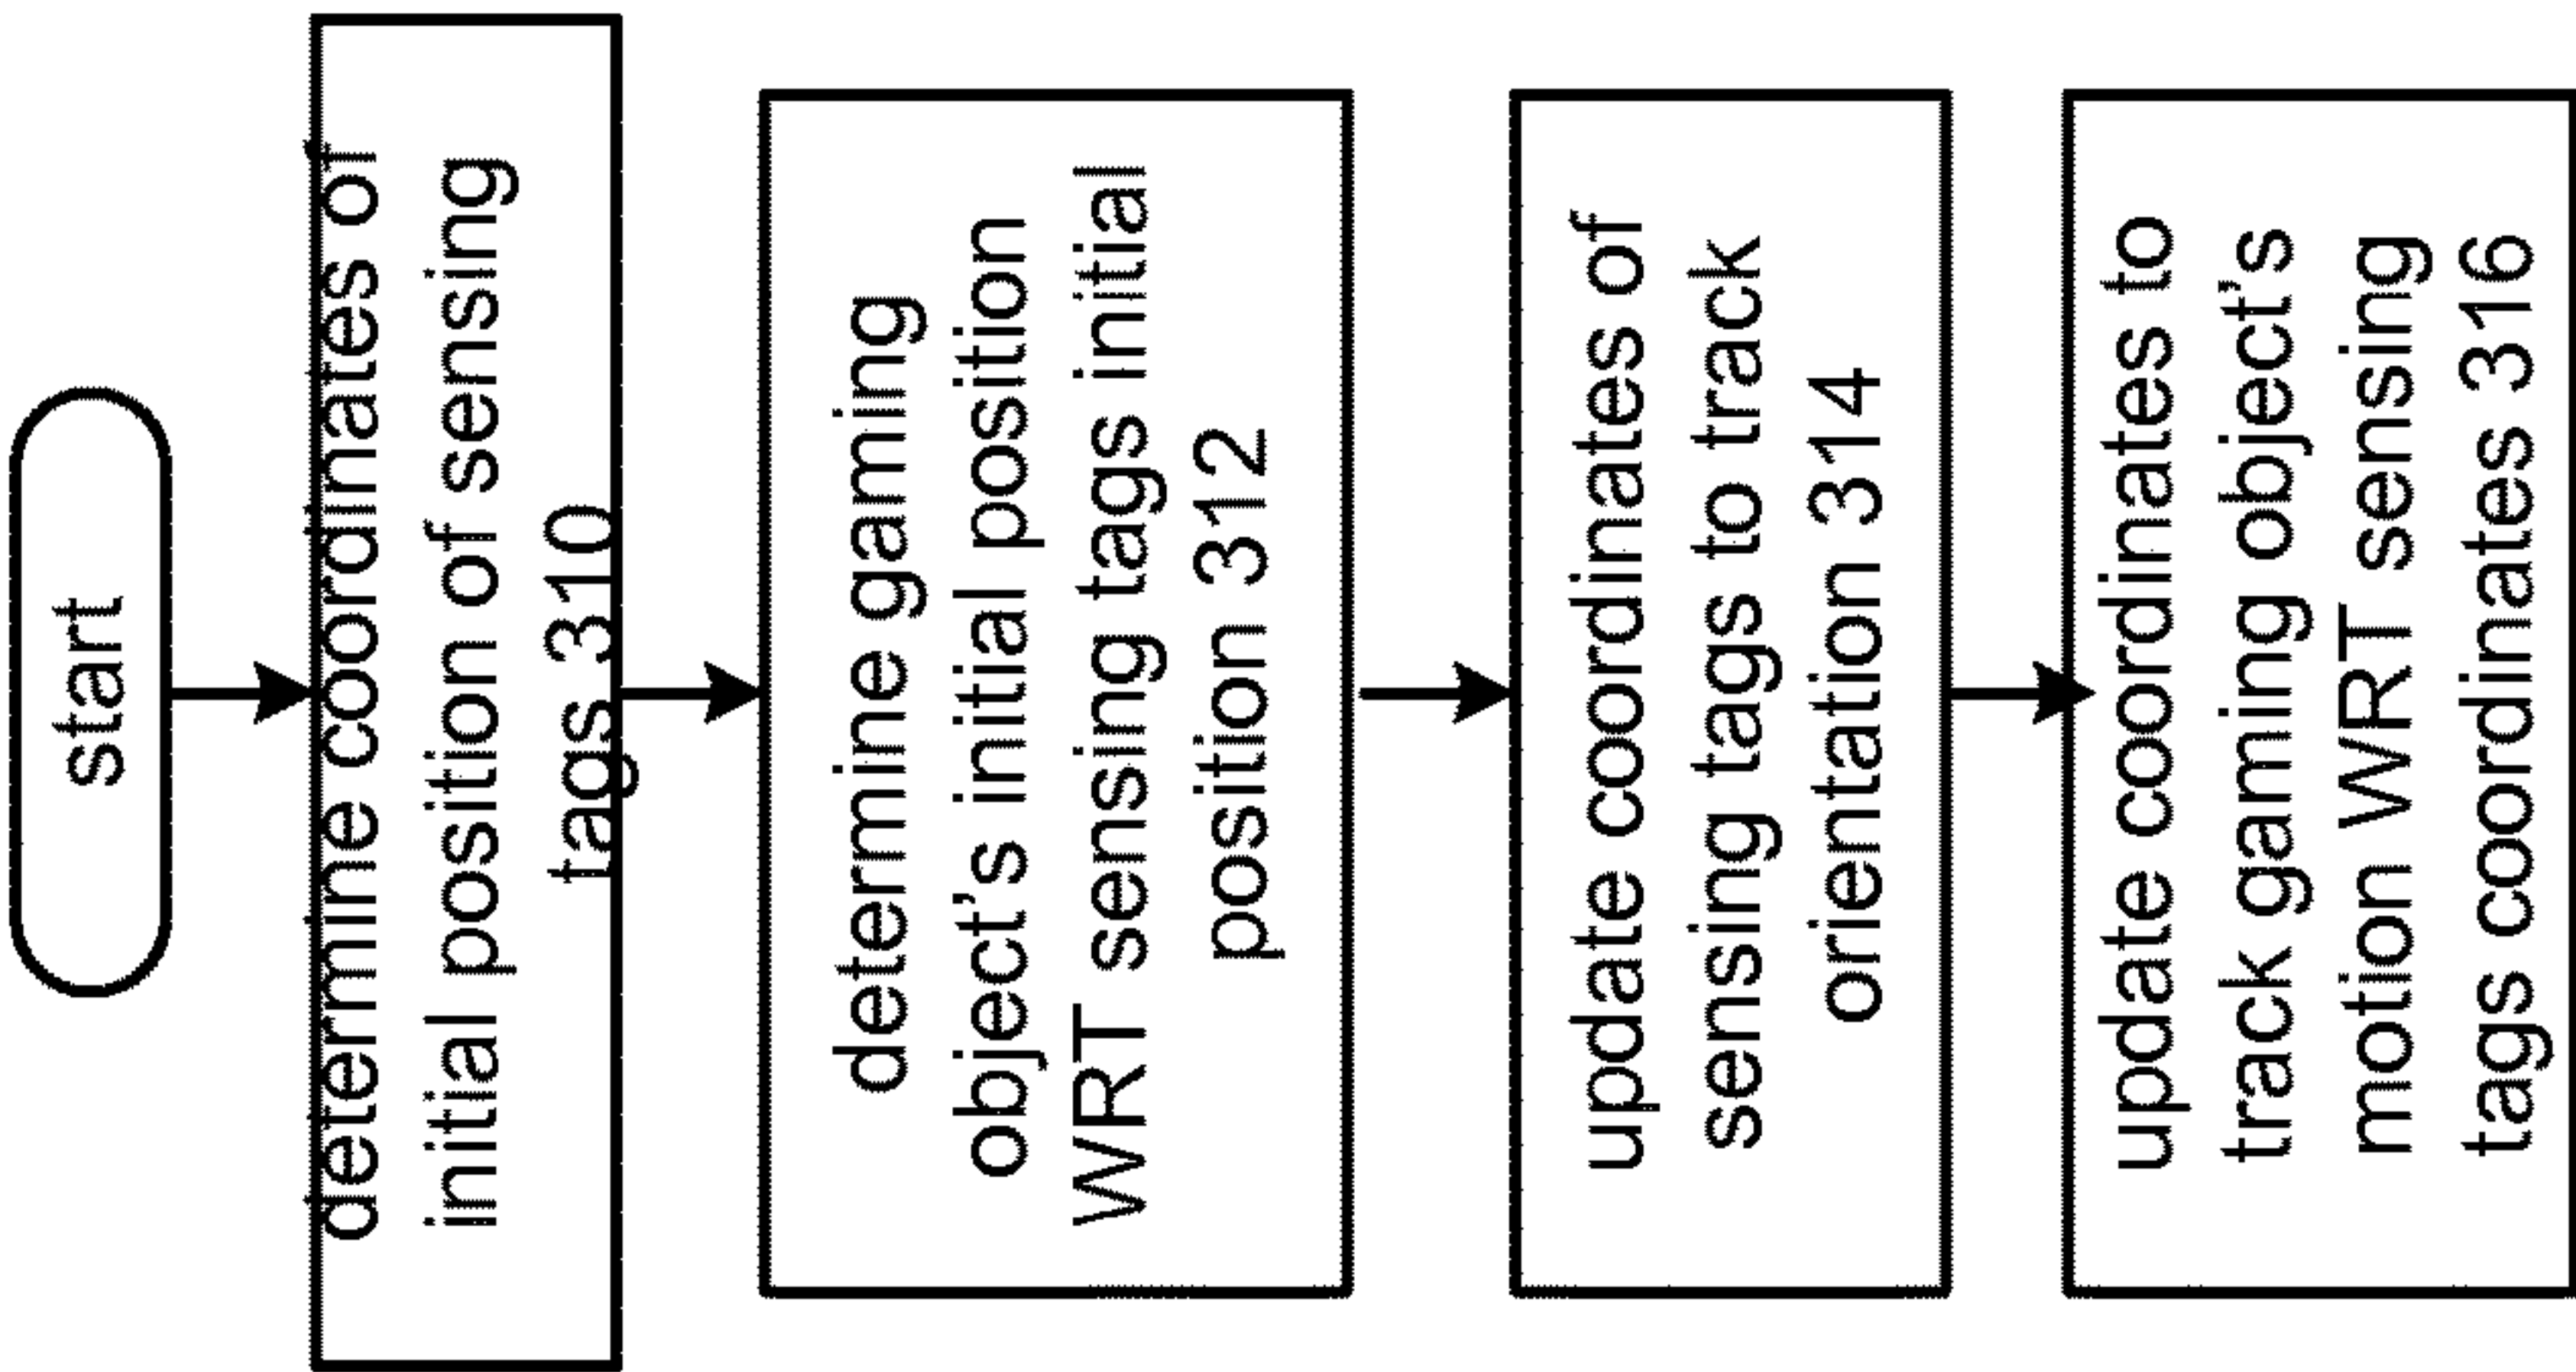 start
determine coordinates of
initial position of sensing
tags 310
determine gaming
object's initial position
WRT sensing tags initial
position 312
update coordinates of
sensing tags to track
orientation 314
update coordinates to
track gaming object's
motion WRT sensing
tags coordinates 316